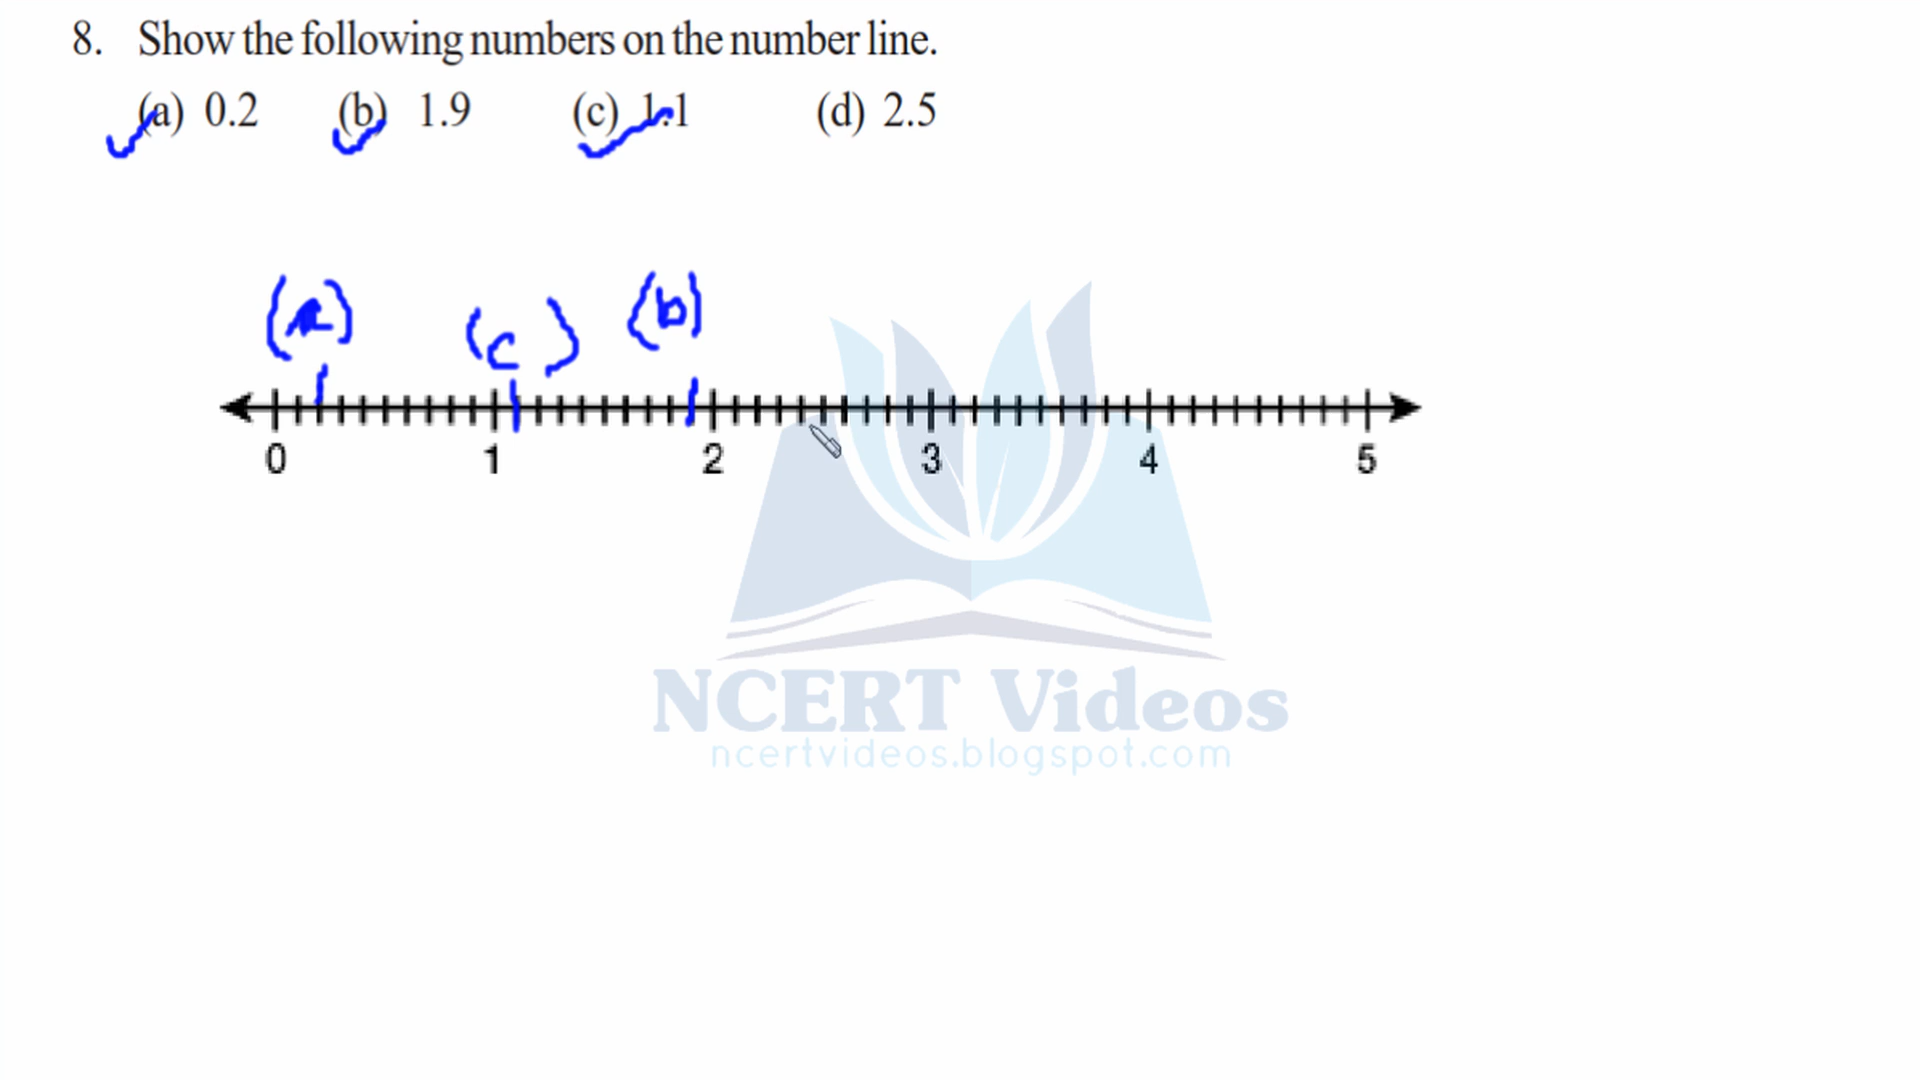 8. Show the following numbers on the number line.
(a) 0.2 (b) 1.9 (c) 1.1 (d) 2.5
(a) (c) (b)
0 1 2 3 4 5
NCERT Videos
ncertvideos.blogspot.com